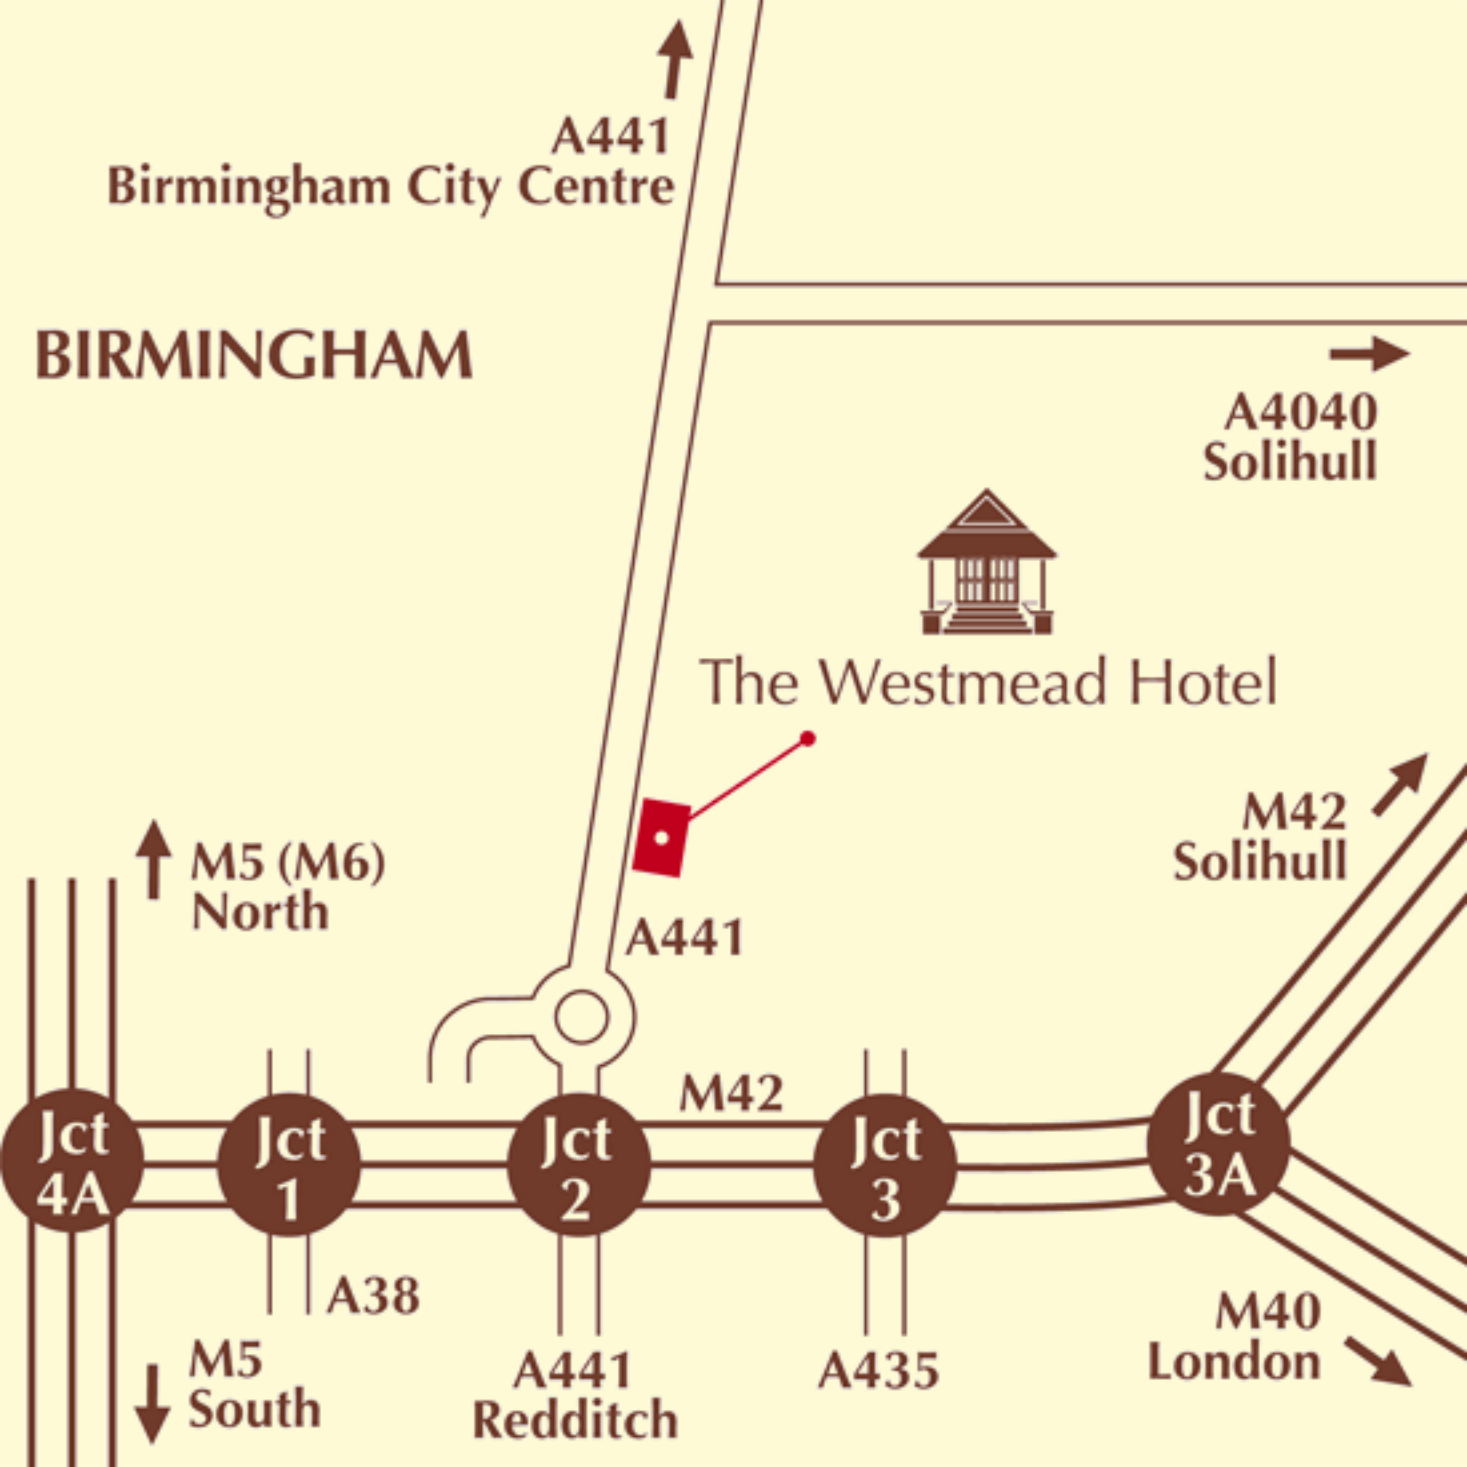 A441
Birmingham City Centre
BIRMINGHAM
A4040
Solihull
The Westmead Hotel
M42
Solihull
M5 (M6)
North
A441
M42
Jct
4A
Jct
1
Jct
2
Jct
3
Jct
3A
A38
M5
South
A441
Redditch
A435
M40
London